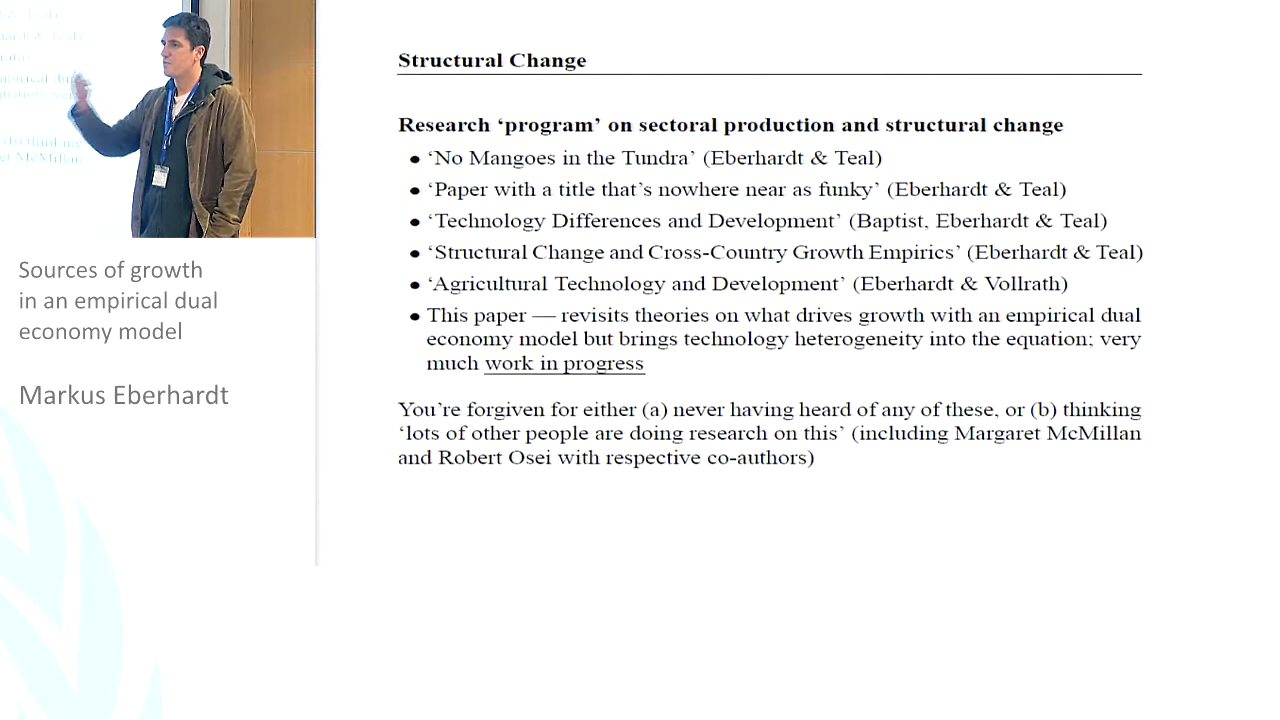 Structural Change
Research ‘program’ on sectoral production and structural change
• ‘No Mangoes in the Tundra’ (Eberhardt & Teal)
• ‘Paper with a title that’s nowhere near as funky’ (Eberhardt & Teal)
• ‘Technology Differences and Development’ (Baptist, Eberhardt & Teal)
• ‘Structural Change and Cross-Country Growth Empirics’ (Eberhardt & Teal)
• ‘Agricultural Technology and Development’ (Eberhardt & Vollrath)
• This paper — revisits theories on what drives growth with an empirical dual
economy model but brings technology heterogeneity into the equation; very
much work in progress
You’re forgiven for either (a) never having heard of any of these, or (b) thinking
‘lots of other people are doing research on this’ (including Margaret McMillan
and Robert Osei with respective co-authors)
Sources of growth
in an empirical dual
economy model
Markus Eberhardt